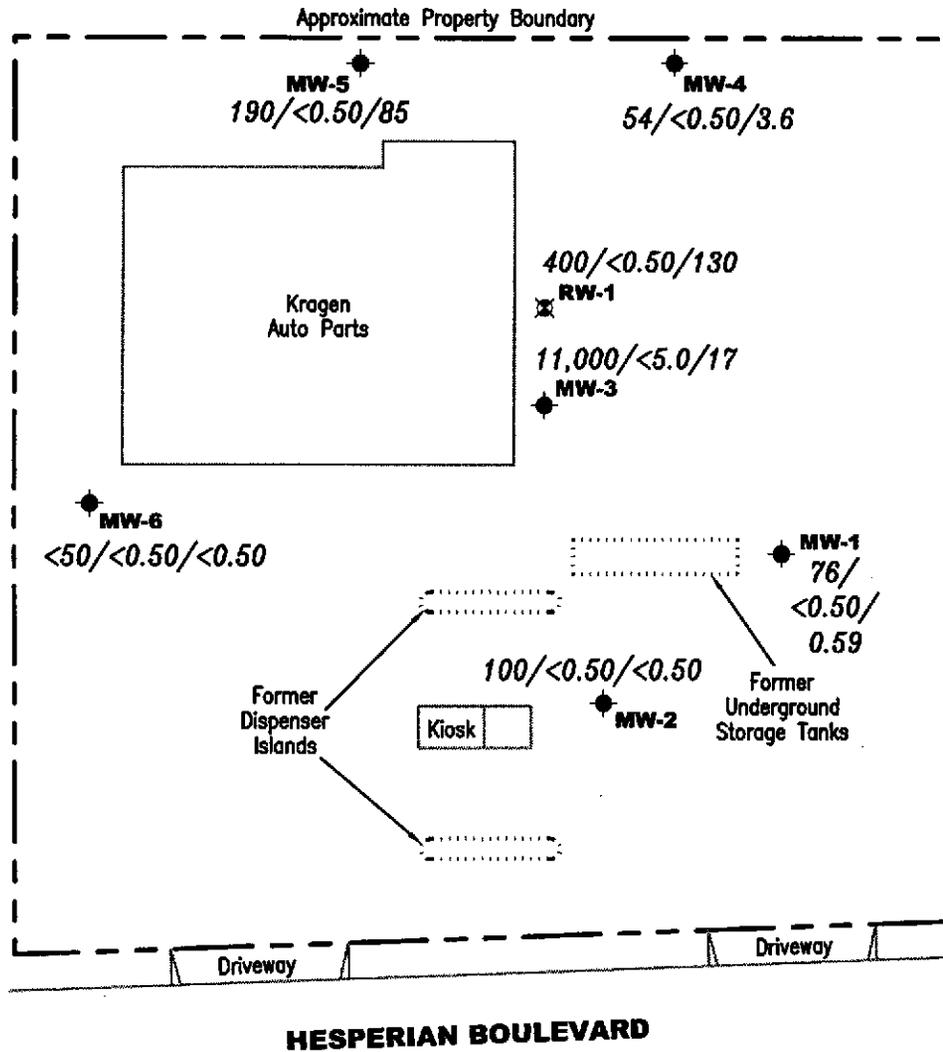 Approximate Property Boundary
MW-5
190/<0.50/85
MW-4
54/<0.50/3.6
400/<0.50/130
RW-1
Kragen
Auto Parts
11,000/<5.0/17
MW-3
MW-6
<50/<0.50/<0.50
MW-1
76/
<0.50/
0.59
100/<0.50/<0.50
MW-2
Former
Dispenser
Islands
Kiosk
Former
Underground
Storage Tanks
Driveway
Driveway
HESPERIAN BOULEVARD